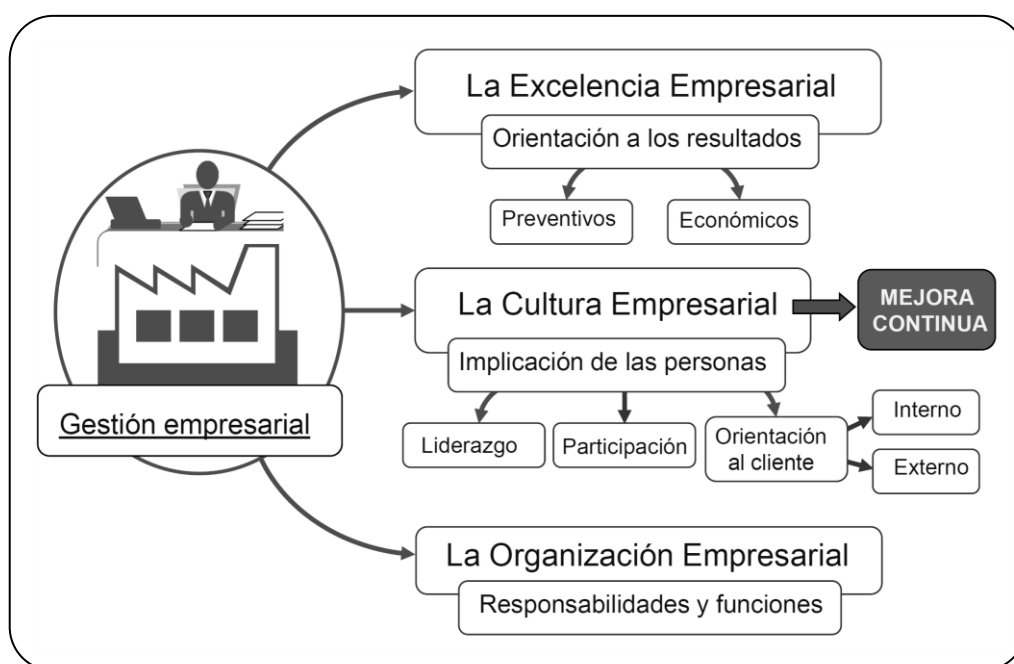 La Excelencia Empresarial
Orientación a los resultados
Preventivos
Económicos
La Cultura Empresarial
MEJORA
CONTINUA
Implicación de las personas
Gestión empresarial
Liderazgo
Participación
Orientación
al cliente
Interno
Externo
La Organización Empresarial
Responsabilidades y funciones